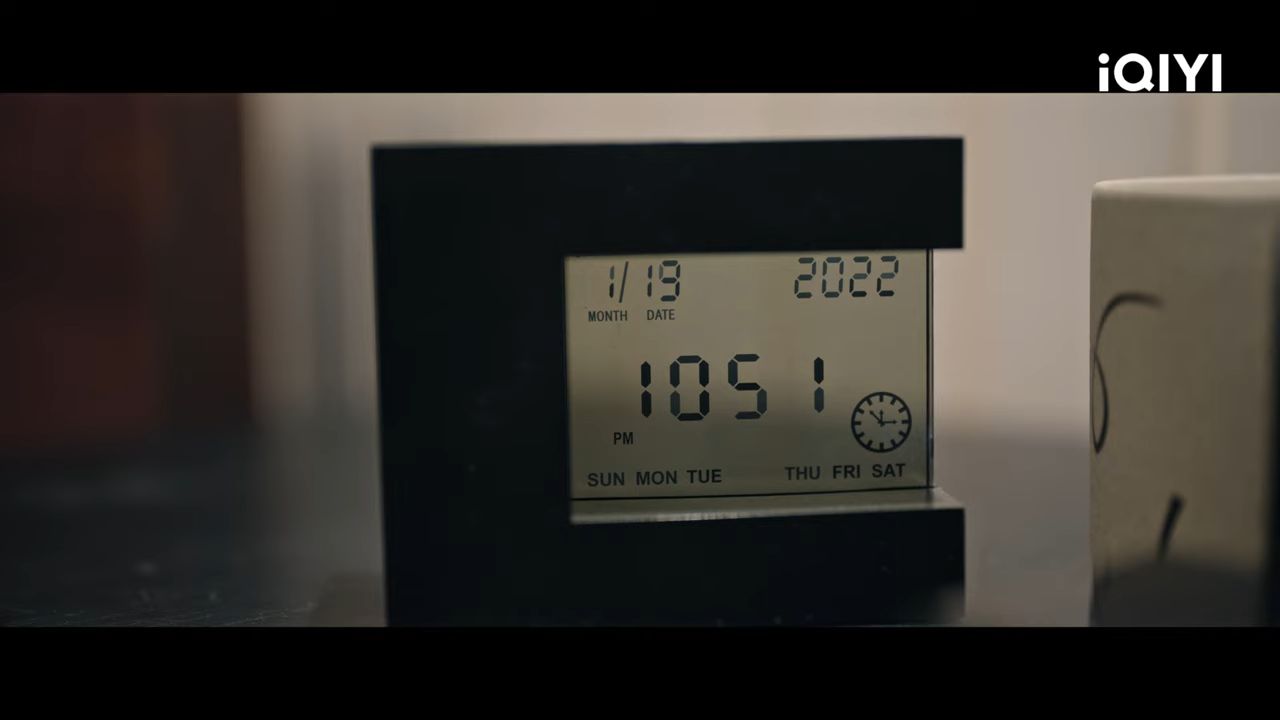 iQIYI
1/19 2022
MONTH DATE
1051
PM
SUN MON TUE THU FRI SAT